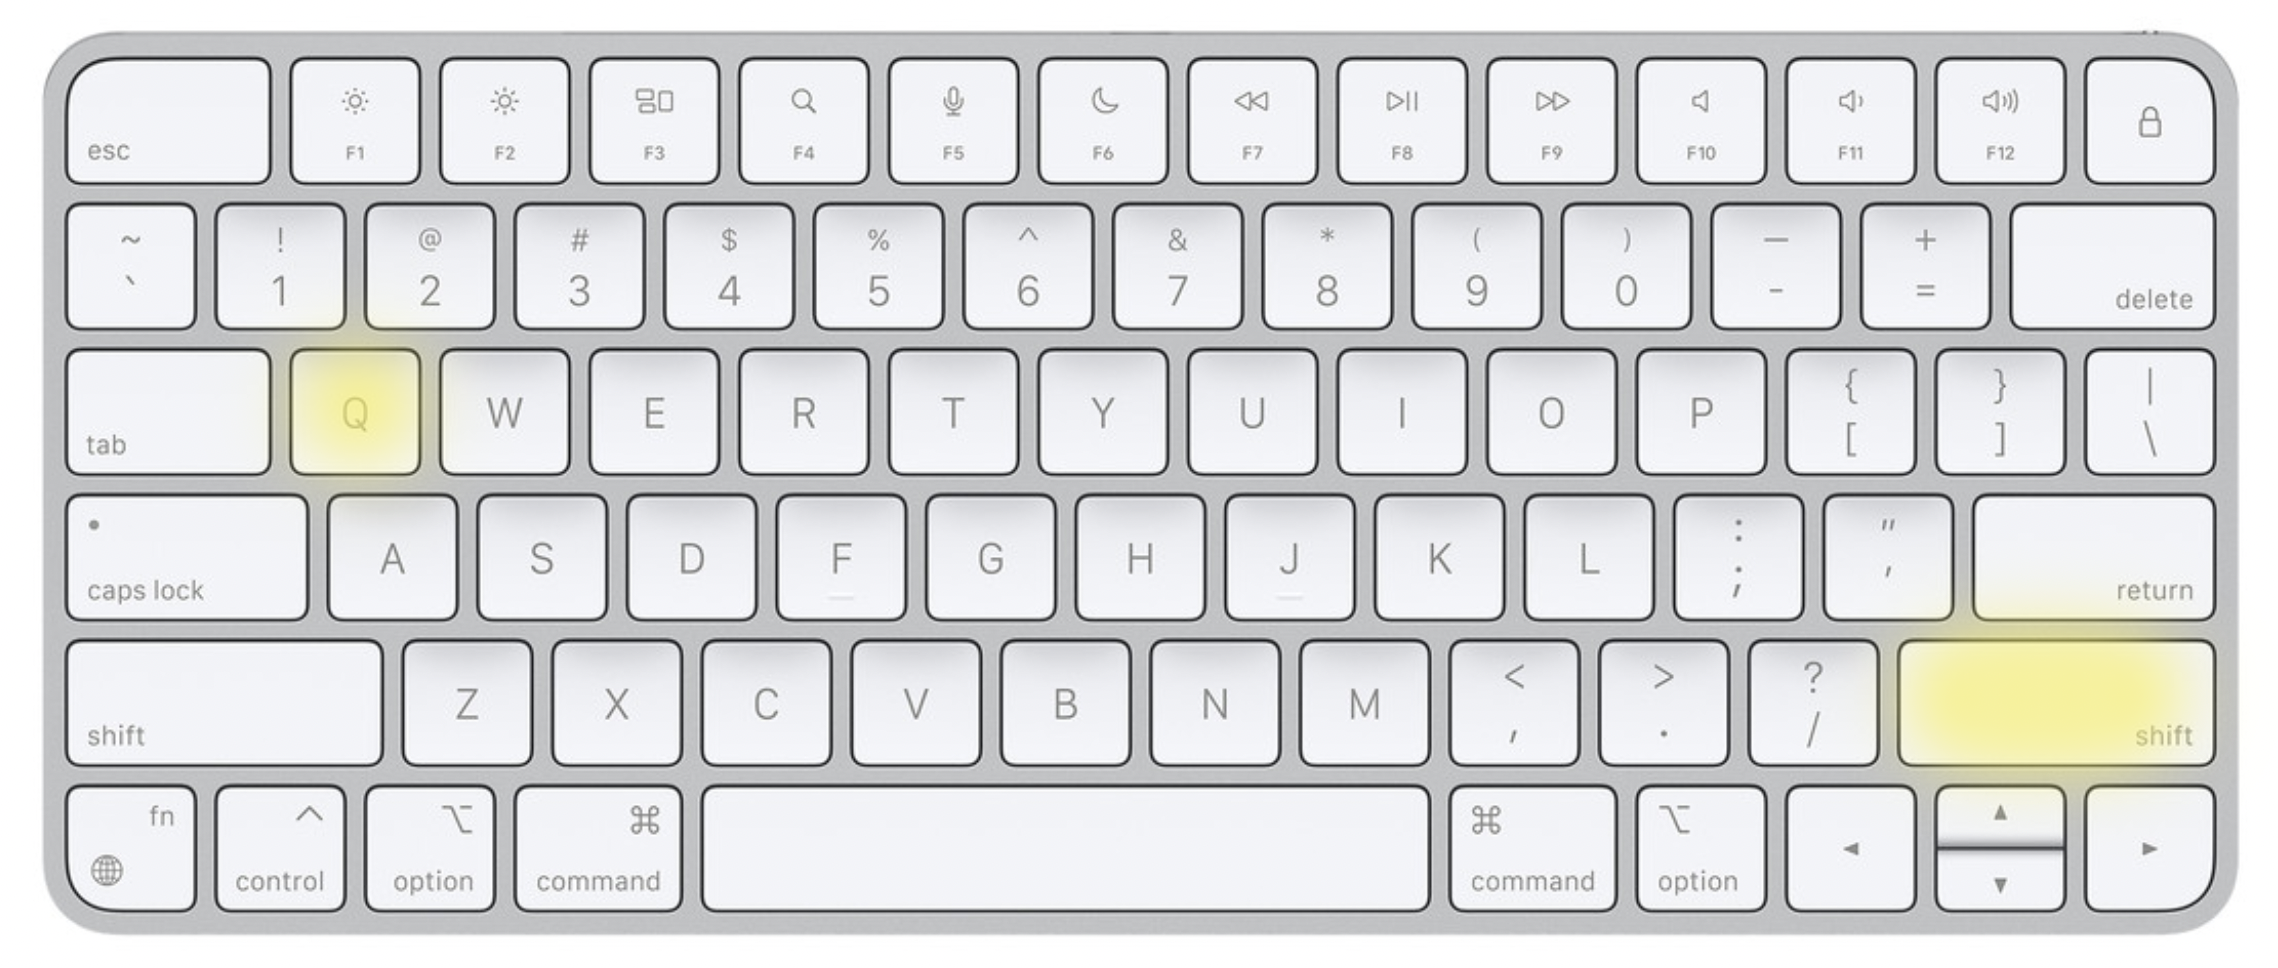 esc F1 F2 F3 F4 F5 F6 F7 F8 F9 F10 F11 F12
~ ! @ # $ % ^ & * ( ) — +
` 1 2 3 4 5 6 7 8 9 0 - = delete
tab Q W E R T Y U I O P { } |
[ ] \
caps lock A S D F G H J K L : "
; ' return
shift Z X C V B N M < > ?
, . / shift
fn ^ ⌥ ⌘ ⌘ ⌥ ◀ ▲ ▶
control option command command option ▼